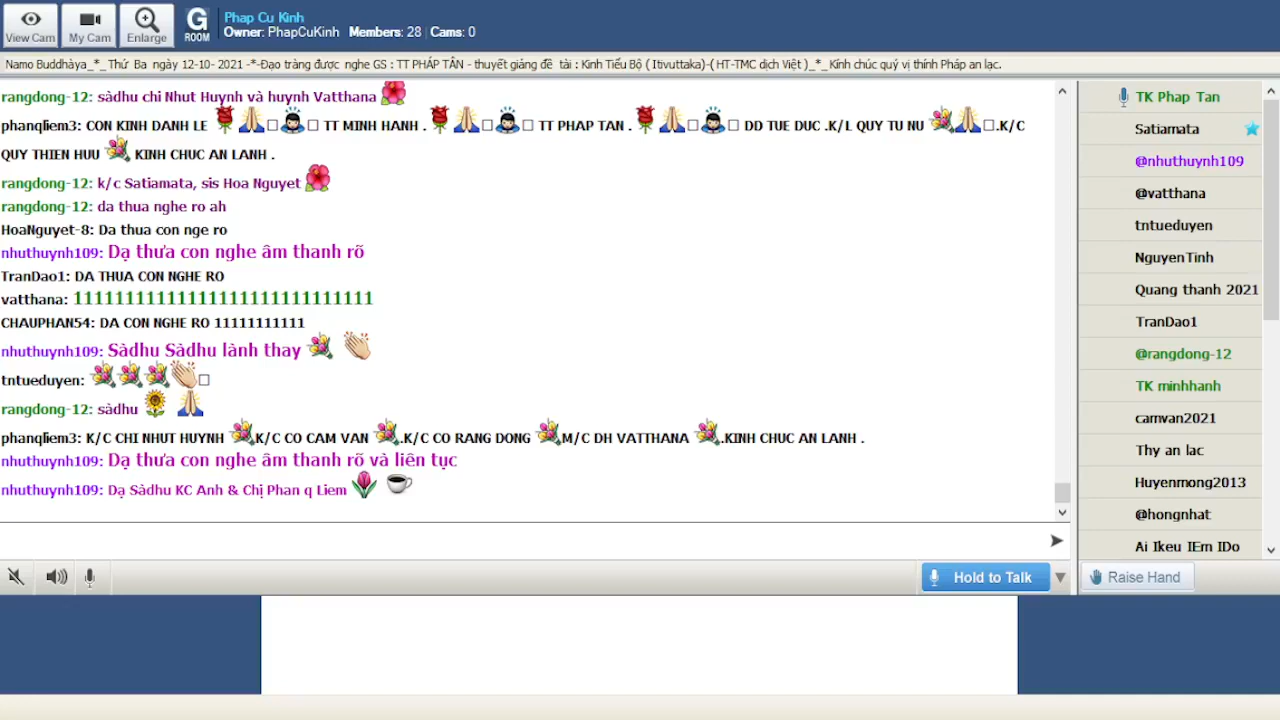 View Cam
My Cam
Enlarge
G
ROOM
Phap Cu Kinh
Owner: PhapCuKinh Members: 28 Cams: 0
Namo Buddhàya_*_Thứ Ba ngày 12-10- 2021 -*-Đạo tràng được nghe GS : TT PHÁP TÂN - thuyết giảng đề tài : Kinh Tiểu Bộ ( Itivuttaka)-( HT-TMC dịch Việt )_*_ Kính chúc quý vị thính Pháp an lạc.
rangdong-12: sàdhu chi Nhut Huynh và huynh Vatthana
phanqliem3: CON KINH DANH LE TT MINH HANH . TT PHAP TAN . DD TUE DUC .K/L QUY TU NU .K/C
QUY THIEN HUU KINH CHUC AN LANH .
rangdong-12: k/c Satiamata, sis Hoa Nguyet
rangdong-12: da thua nghe ro ah
HoaNguyet-8: Da thua con nge ro
nhuthuynh109: Dạ thưa con nghe âm thanh rõ
TranDao1: DA THUA CON NGHE RO
vatthana: 11111111111111111111111111111
CHAUPHAN54: DA CON NGHE RO 11111111111
nhuthuynh109: Sàdhu Sàdhu lành thay
tntueduyen:
rangdong-12: sàdhu
phanqliem3: K/C CHI NHUT HUYNH .K/C CO CAM VAN .K/C CO RANG DONG .M/C DH VATTHANA .KINH CHUC AN LANH .
nhuthuynh109: Dạ thưa con nghe âm thanh rõ và liên tục
nhuthuynh109: Dạ Sàdhu KC Anh & Chị Phan q Liem
Hold to Talk
TK Phap Tan
Satiamata
@nhuthuynh109
@vatthana
tntueduyen
NguyenTinh
Quang thanh 2021
TranDao1
@rangdong-12
TK minhhanh
camvan2021
Thy an lac
Huyenmong2013
@hongnhat
Ai Ikeu IEm IDo
Raise Hand